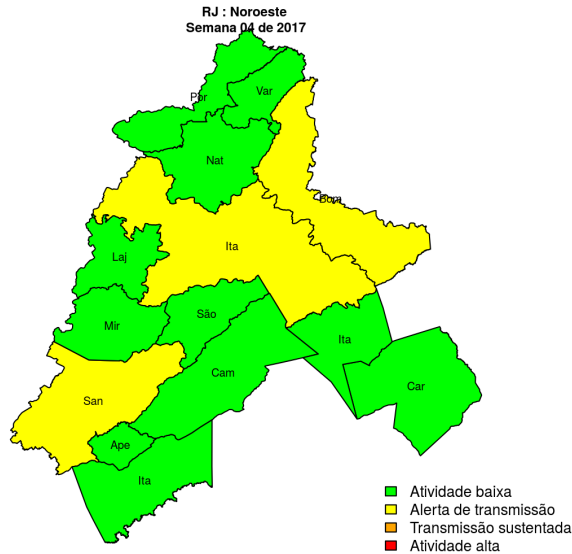 RJ : Noroeste
Semana 04 de 2017
Por
Var
Nat
Bom
Ita
Laj
São
Mir
Ita
Cam
Car
San
Ape
Ita
Atividade baixa
Alerta de transmissão
Transmissão sustentada
Atividade alta